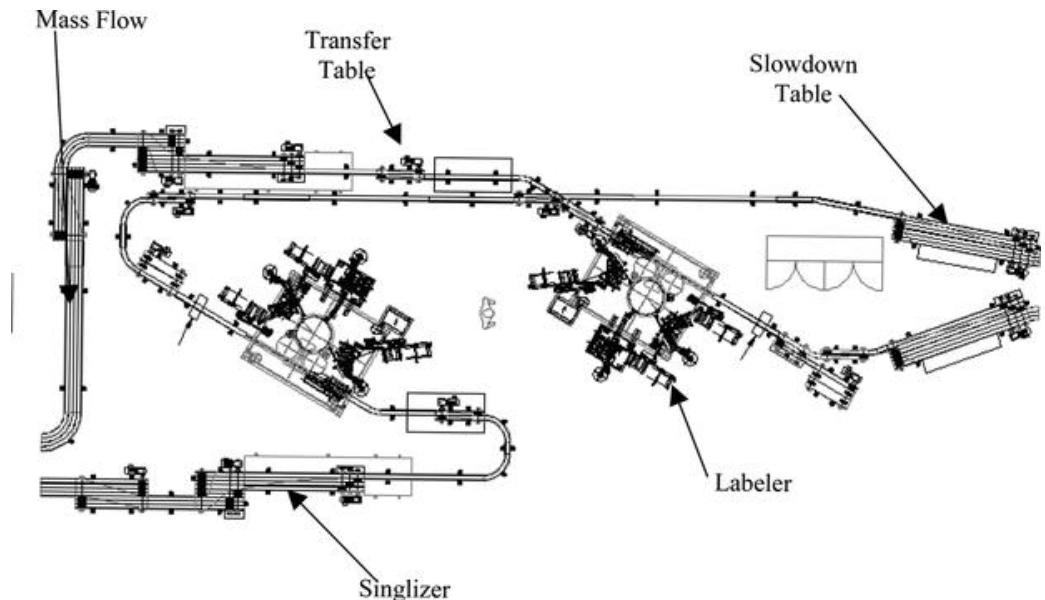 Mass Flow
Transfer
Table
Slowdown
Table
Labeler
Singlizer